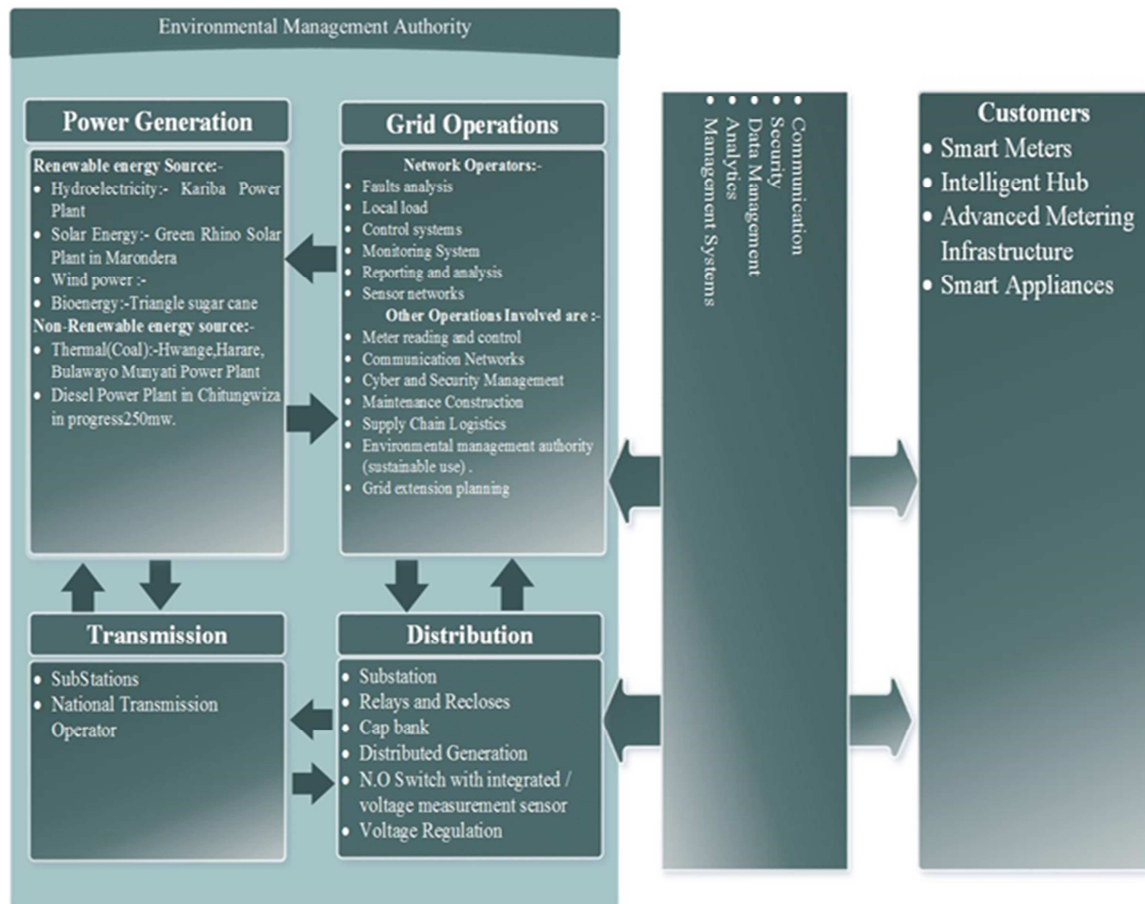 Environmental Management Authority
Power Generation
Renewable energy Source:-
• Hydroelectricity:- Kariba Power
Plant
• Solar Energy:- Green Rhino Solar
Plant in Marondera
• Wind power :-
• Bioenergy:-Triangle sugar cane
Non-Renewable energy source:-
• Thermal(Coal):-Hwange,Harare,
Bulawayo Munyati Power Plant
• Diesel Power Plant in Chitungwiza
in progress250mw.
Grid Operations
Network Operators:-
• Faults analysis
• Local load
• Control systems
• Monitoring System
• Reporting and analysis
• Sensor networks
Other Operations Involved are :-
• Meter reading and control
• Communication Networks
• Cyber and Security Management
• Maintenance Construction
• Supply Chain Logistics
• Environmental management authority
(sustainable use) .
• Grid extension planning
Transmission
• SubStations
• National Transmission
Operator
Distribution
• Substation
• Relays and Recloses
• Cap bank
• Distributed Generation
• N.O Switch with integrated /
voltage measurement sensor
• Voltage Regulation
• Communication
• Security
• Data Management
• Analytics
• Management Systems
Customers
• Smart Meters
• Intelligent Hub
• Advanced Metering
Infrastructure
• Smart Appliances